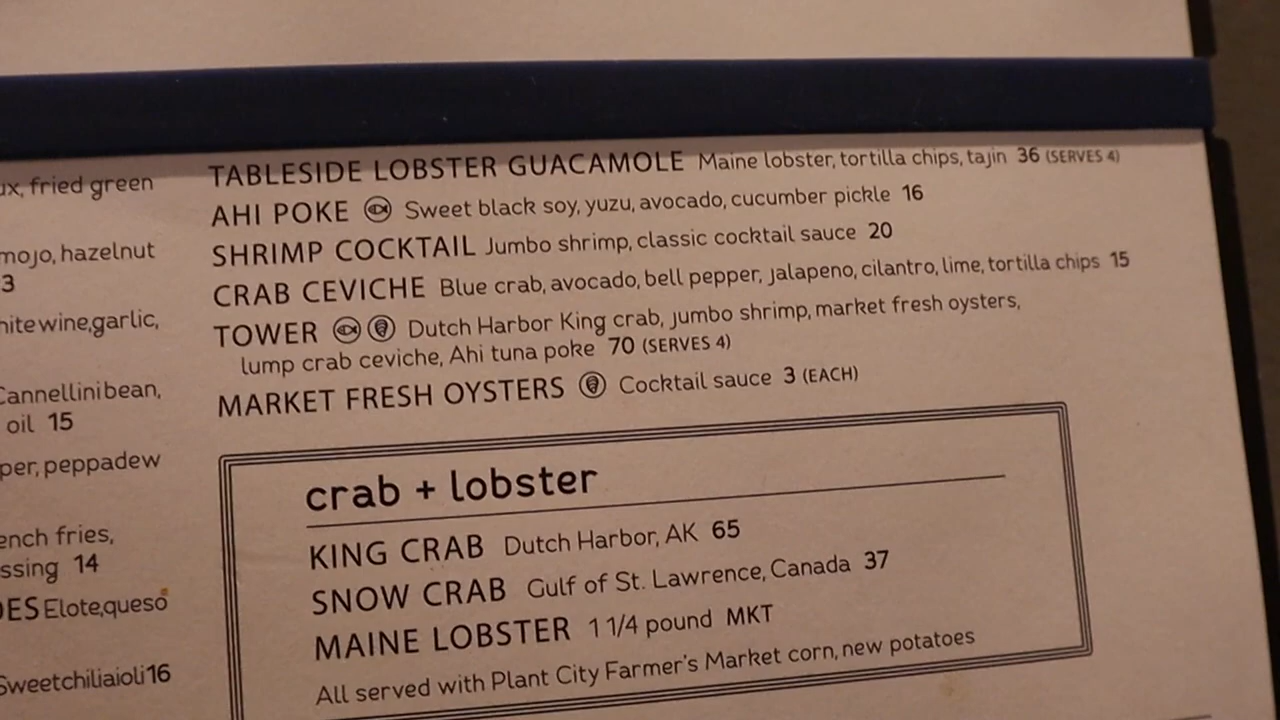 ux, fried green
mojo, hazelnut
3
hite wine, garlic,
Cannellini bean,
oil 15
per, peppadew
ench fries,
ssing 14
DES Elote, queso
Sweet chili aioli 16
TABLESIDE LOBSTER GUACAMOLE Maine lobster, tortilla chips, tajin 36 (SERVES 4)
AHI POKE Sweet black soy, yuzu, avocado, cucumber pickle 16
SHRIMP COCKTAIL Jumbo shrimp, classic cocktail sauce 20
CRAB CEVICHE Blue crab, avocado, bell pepper, jalapeno, cilantro, lime, tortilla chips 15
TOWER Dutch Harbor King crab, jumbo shrimp, market fresh oysters,
lump crab ceviche, Ahi tuna poke 70 (SERVES 4)
MARKET FRESH OYSTERS Cocktail sauce 3 (EACH)
crab + lobster
KING CRAB Dutch Harbor, AK 65
SNOW CRAB Gulf of St. Lawrence, Canada 37
MAINE LOBSTER 1 1/4 pound MKT
All served with Plant City Farmer's Market corn, new potatoes